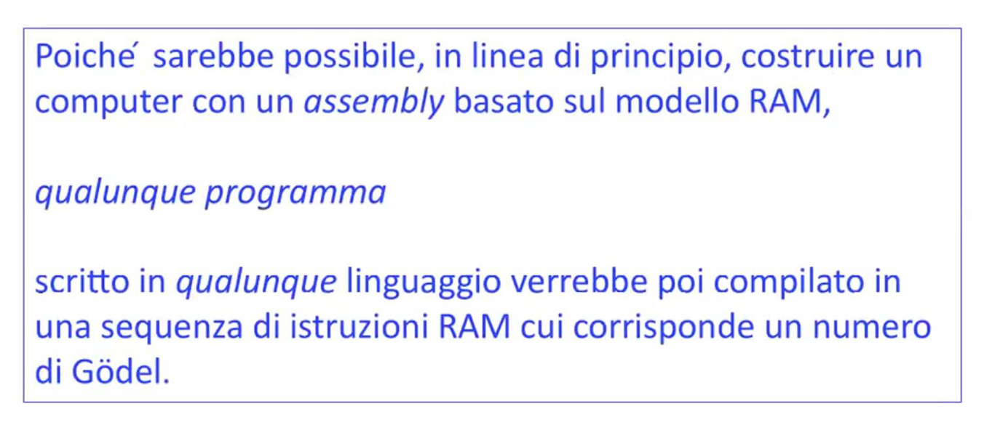 Poiche´ sarebbe possibile, in linea di principio, costruire un
computer con un assembly basato sul modello RAM,
qualunque programma
scritto in qualunque linguaggio verrebbe poi compilato in
una sequenza di istruzioni RAM cui corrisponde un numero
di Gödel.